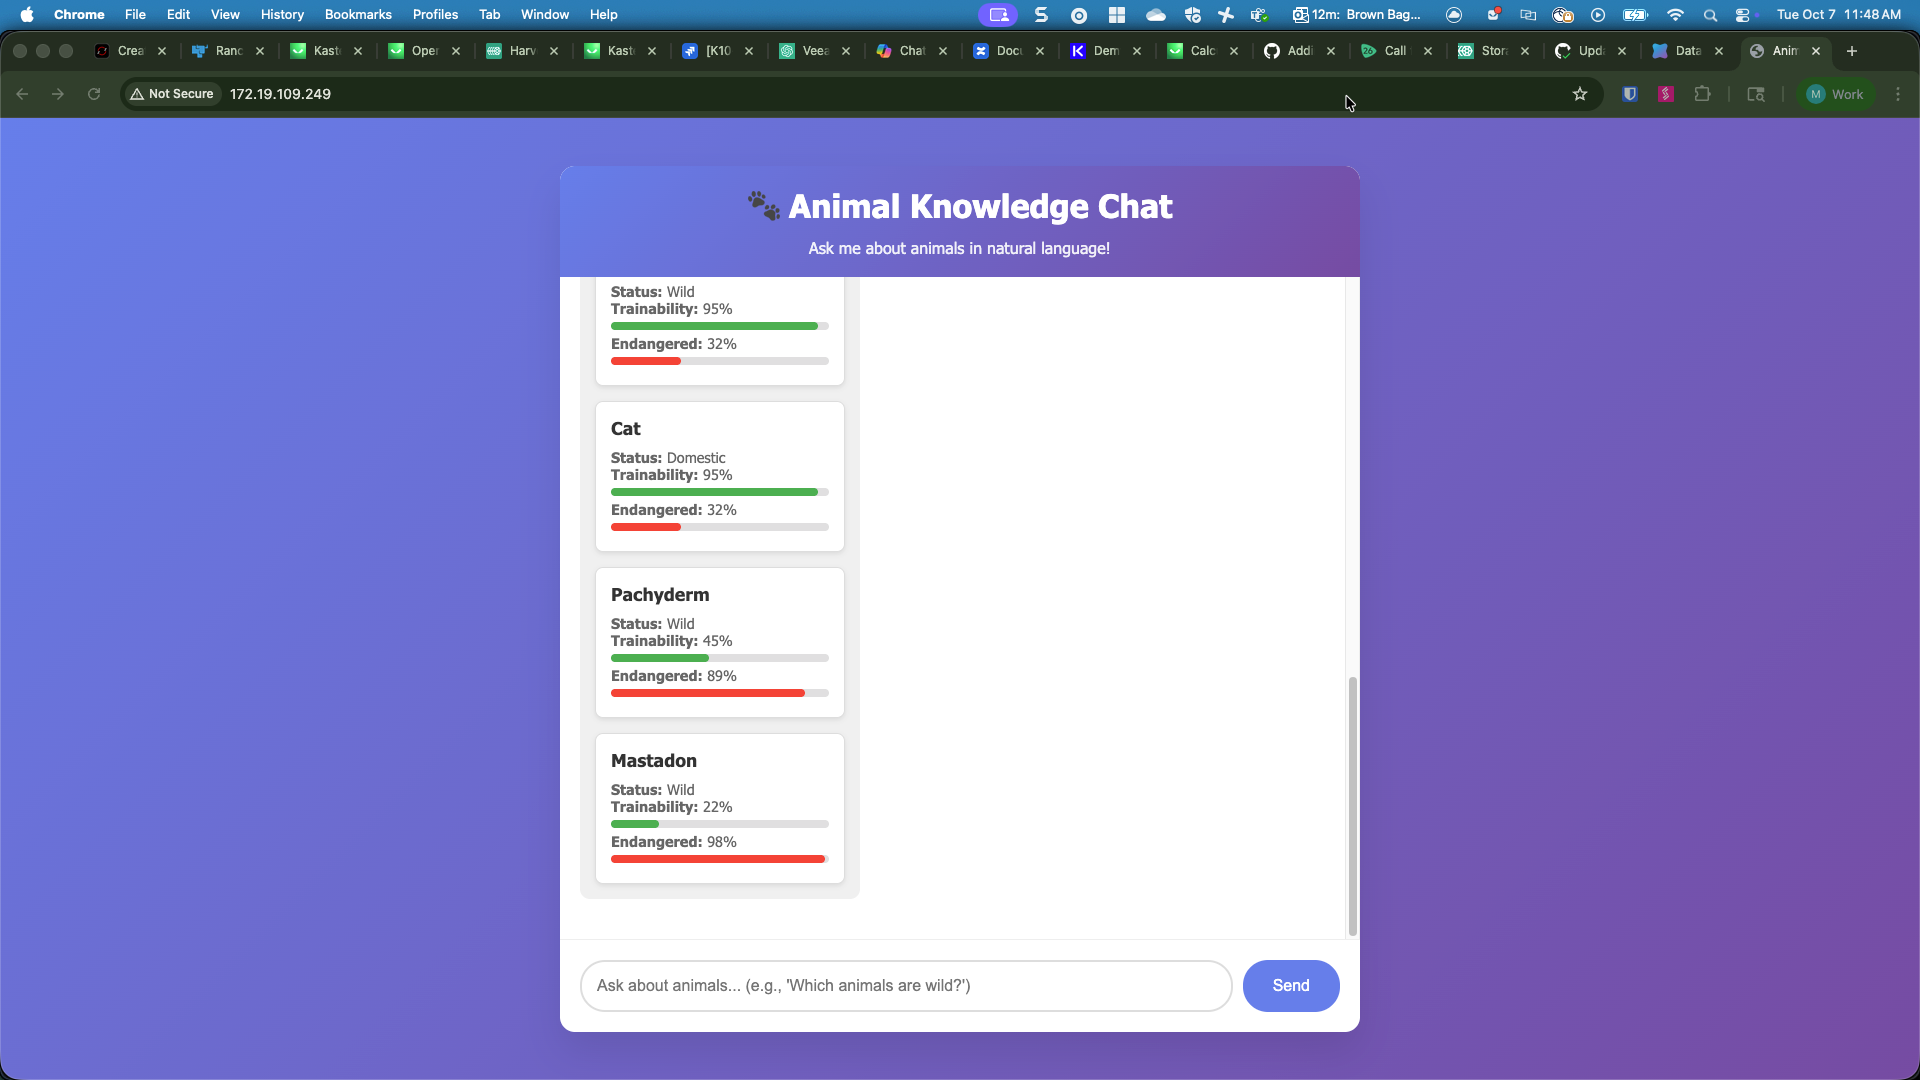 Chrome File Edit View History Bookmarks Profiles Tab Window Help 12m: Brown Bag... Tue Oct 7 11:48 AM
Crea Ranc Kast Oper Harv Kast [K10 Veea Chat Docu Dem Calc Addi Call Stor Upd Data Anim
Not Secure 172.19.109.249 M Work
Animal Knowledge Chat
Ask me about animals in natural language!
Status: Wild
Trainability: 95%
Endangered: 32%
Cat
Status: Domestic
Trainability: 95%
Endangered: 32%
Pachyderm
Status: Wild
Trainability: 45%
Endangered: 89%
Mastadon
Status: Wild
Trainability: 22%
Endangered: 98%
Ask about animals... (e.g., 'Which animals are wild?') Send